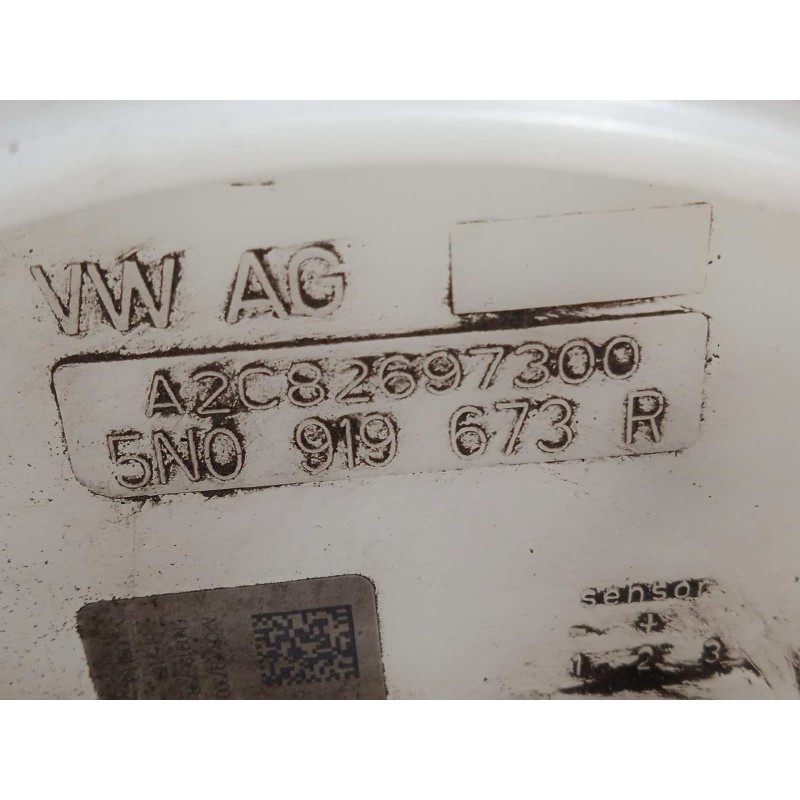 VW AG
A2C82697300
5N0 919 673 R
sensor
+
1 2 3